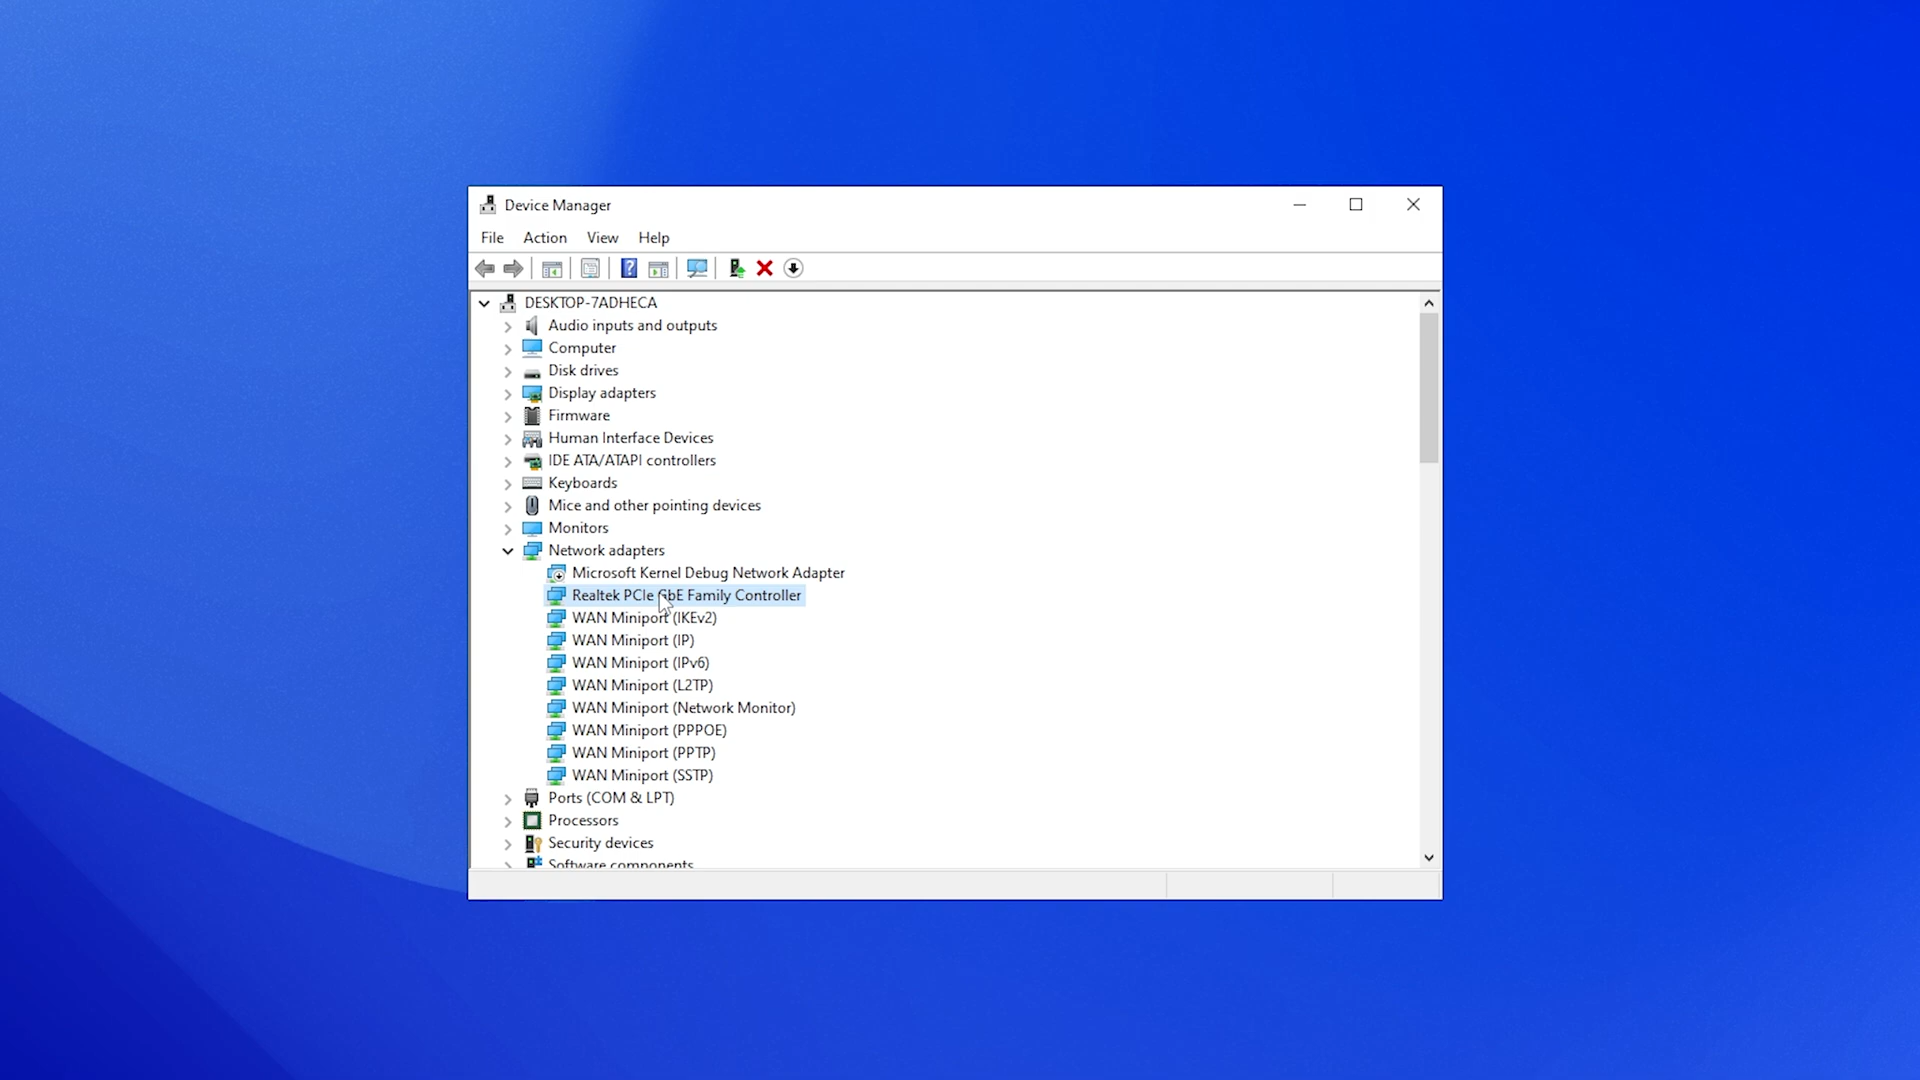 Device Manager
File Action View Help
DESKTOP-7ADHECA
Audio inputs and outputs
Computer
Disk drives
Display adapters
Firmware
Human Interface Devices
IDE ATA/ATAPI controllers
Keyboards
Mice and other pointing devices
Monitors
Network adapters
Microsoft Kernel Debug Network Adapter
Realtek PCIe GbE Family Controller
WAN Miniport (IKEv2)
WAN Miniport (IP)
WAN Miniport (IPv6)
WAN Miniport (L2TP)
WAN Miniport (Network Monitor)
WAN Miniport (PPPOE)
WAN Miniport (PPTP)
WAN Miniport (SSTP)
Ports (COM & LPT)
Processors
Security devices
Software components